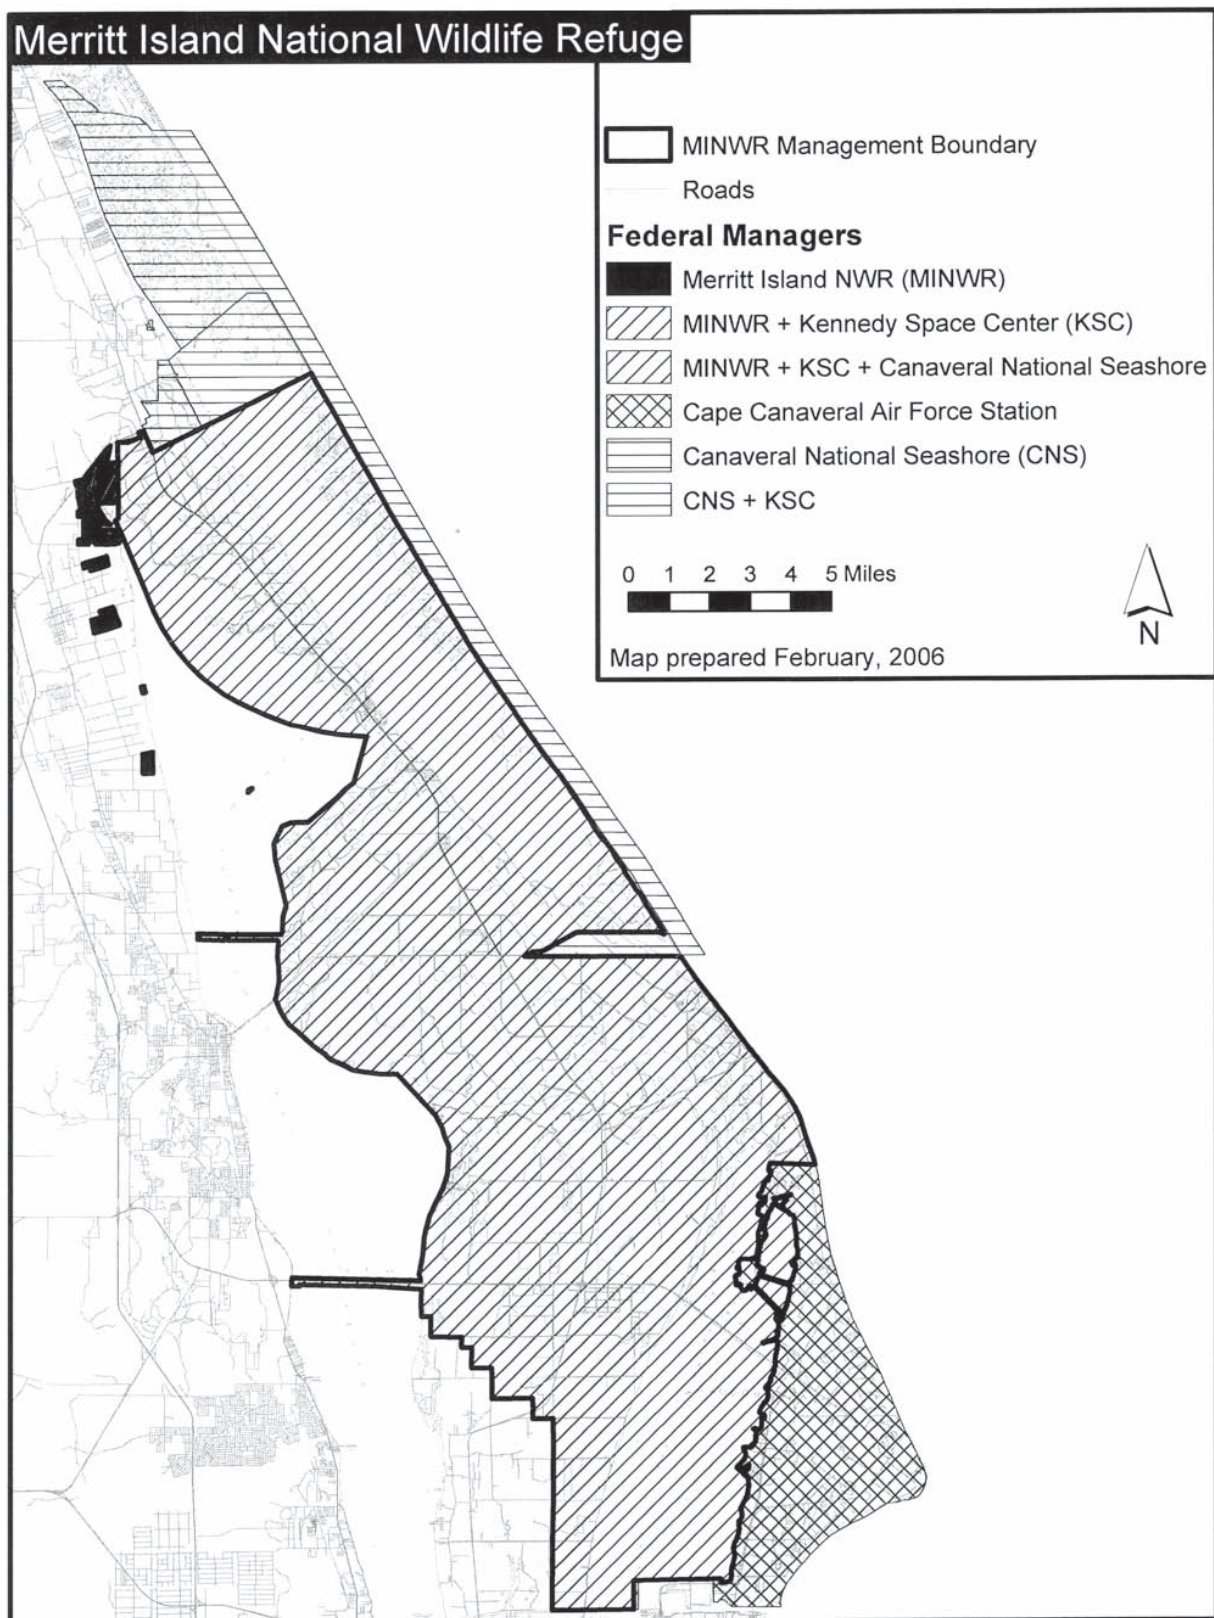 Merritt Island National Wildlife Refuge
MINWR Management Boundary
Roads
Federal Managers
Merritt Island NWR (MINWR)
MINWR + Kennedy Space Center (KSC)
MINWR + KSC + Canaveral National Seashore
Cape Canaveral Air Force Station
Canaveral National Seashore (CNS)
CNS + KSC
0 1 2 3 4 5 Miles
N
Map prepared February, 2006